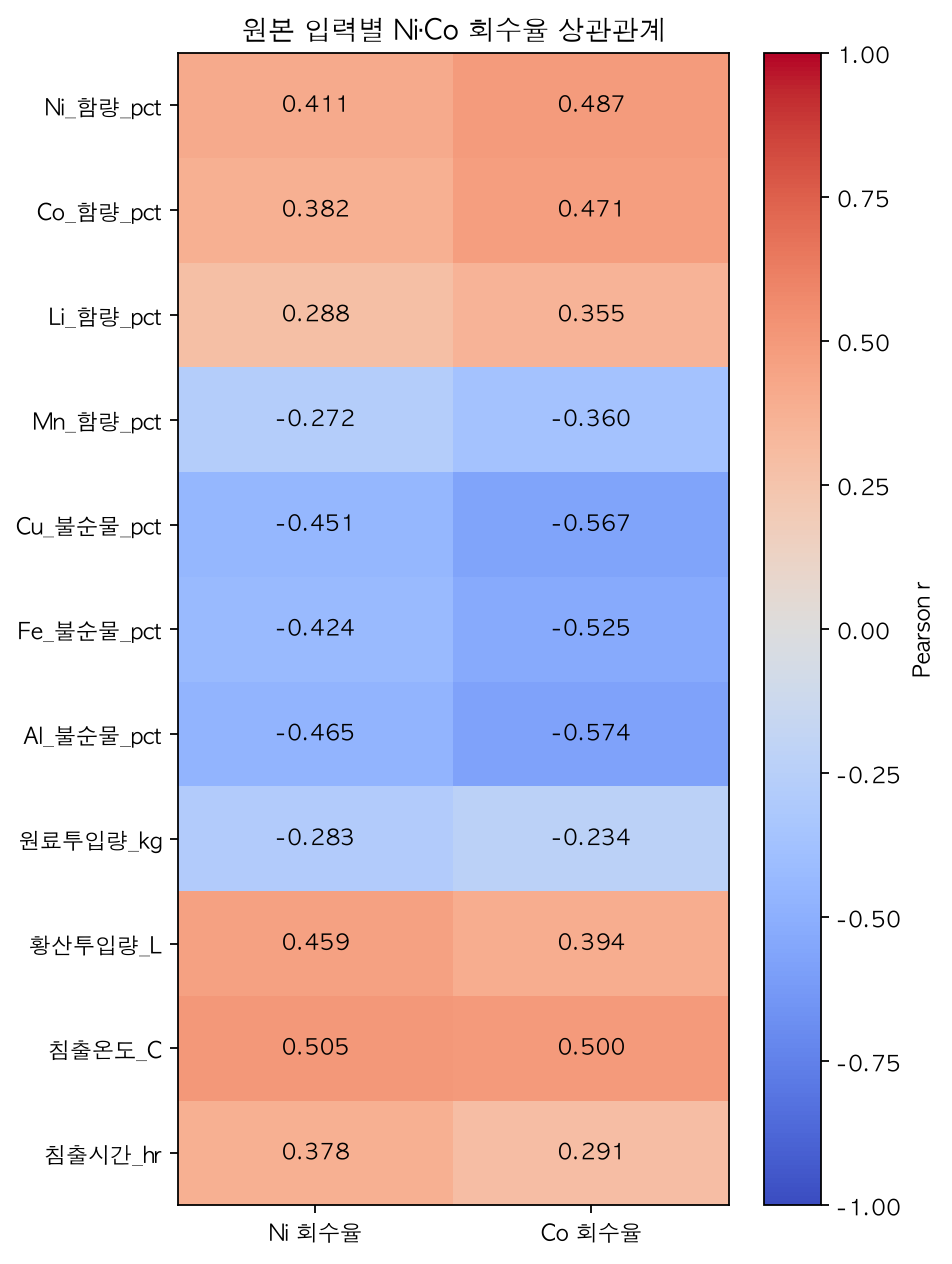 원본 입력별 Ni·Co 회수율 상관관계
Ni_함량_pct 0.411 0.487
Co_함량_pct 0.382 0.471
Li_함량_pct 0.288 0.355
Mn_함량_pct -0.272 -0.360
Cu_불순물_pct -0.451 -0.567
Fe_불순물_pct -0.424 -0.525
Al_불순물_pct -0.465 -0.574
원료투입량_kg -0.283 -0.234
황산투입량_L 0.459 0.394
침출온도_C 0.505 0.500
침출시간_hr 0.378 0.291
Ni 회수율 Co 회수율
1.00
0.75
0.50
0.25
0.00
-0.25
-0.50
-0.75
-1.00
Pearson r